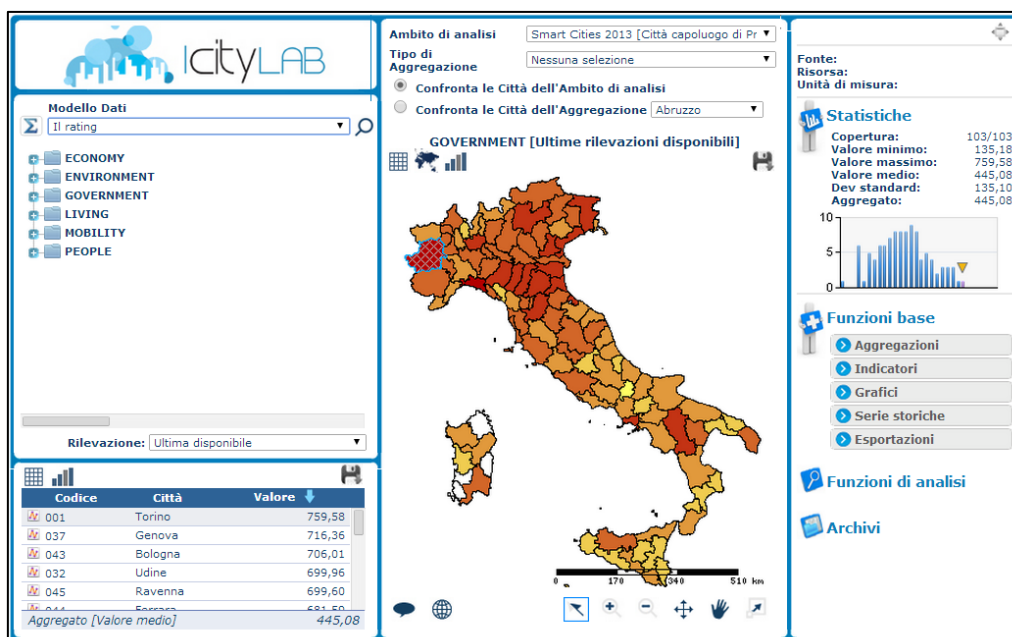 ICITYLAB
Modello Dati
Il rating
ECONOMY
ENVIRONMENT
GOVERNMENT
LIVING
MOBILITY
PEOPLE
Rilevazione: Ultima disponibile
Codice Città Valore
001 Torino 759,58
037 Genova 716,36
043 Bologna 706,01
032 Udine 699,96
045 Ravenna 699,60
Aggregato [Valore medio] 445,08
Ambito di analisi Smart Cities 2013 [Città capoluogo di Pr
Tipo di
Aggregazione Nessuna selezione
Confronta le Città dell'Ambito di analisi
Confronta le Città dell'Aggregazione Abruzzo
GOVERNMENT [Ultime rilevazioni disponibili]
0 170 340 510 km
Fonte:
Risorsa:
Unità di misura:
Statistiche
Copertura: 103/103
Valore minimo: 135,18
Valore massimo: 759,58
Valore medio: 445,08
Dev standard: 135,10
Aggregato: 445,08
10
5
0
Funzioni base
Aggregazioni
Indicatori
Grafici
Serie storiche
Esportazioni
Funzioni di analisi
Archivi